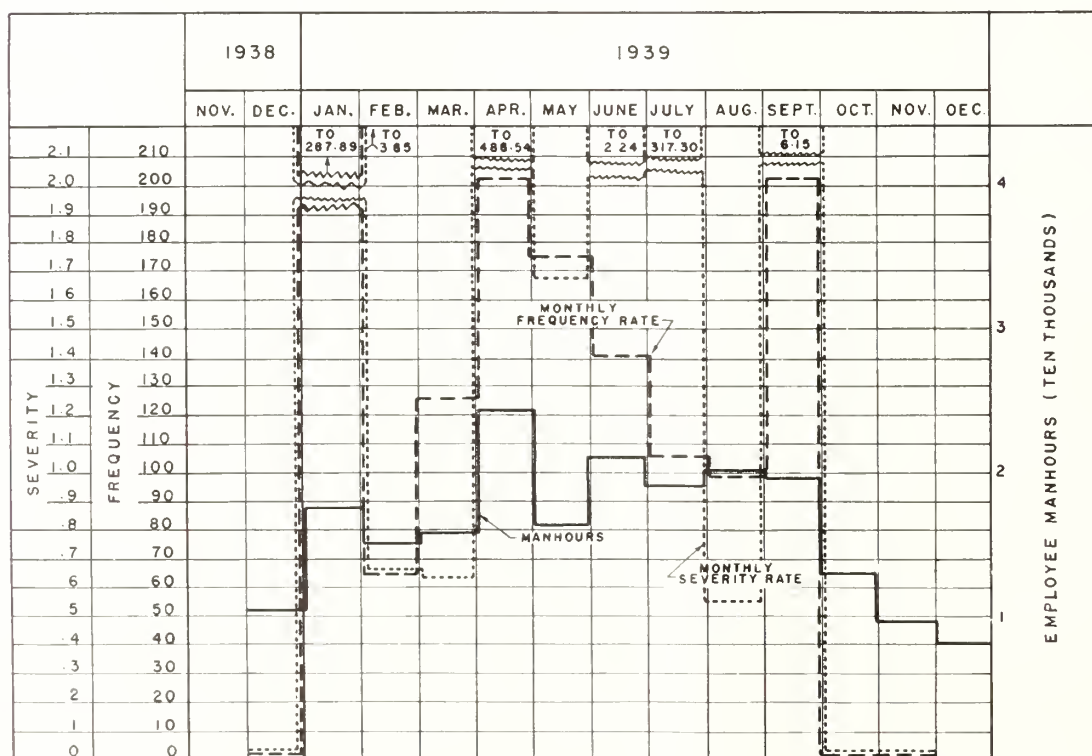 1938 1939
NOV. DEC. JAN. FEB. MAR. APR. MAY JUNE JULY AUG. SEPT. OCT. NOV. DEC.
TO TO TO TO TO TO
287.89 3.85 486.54 2.24 317.30 6.15
2.1 210
2.0 200 4
1.9 190
1.8 180
1.7 170
1.6 160
1.5 150 3
1.4 140
1.3 130
1.2 120
1.1 110
1.0 100 2
.9 90
.8 80
.7 70
6 60
5 50 1
.4 40
.3 30
2 20
1 10
0 0
SEVERITY
FREQUENCY
MONTHLY
FREQUENCY RATE
MANHOURS
MONTHLY
SEVERITY RATE
EMPLOYEE MANHOURS (TEN THOUSANDS)